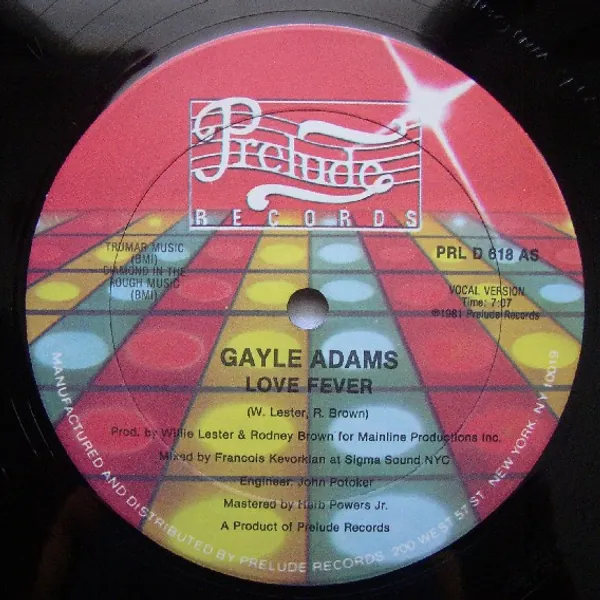 Prelude
RECORDS
TRUMAR MUSIC
(BMI)
DIAMOND IN THE
ROUGH MUSIC
(BMI)
PRL D 618 AS
VOCAL VERSION
Time: 7:07
℗1981 Prelude Records
GAYLE ADAMS
LOVE FEVER
(W. Lester, R. Brown)
Prod. by Willie Lester & Rodney Brown for Mainline Productions Inc.
Mixed by Francois Kevorkian at Sigma Sound, NYC
Engineer: John Potoker
Mastered by Herb Powers Jr.
A Product of Prelude Records
MANUFACTURED AND DISTRIBUTED BY PRELUDE RECORDS 200 WEST 57 ST. NEW YORK, NY 10019